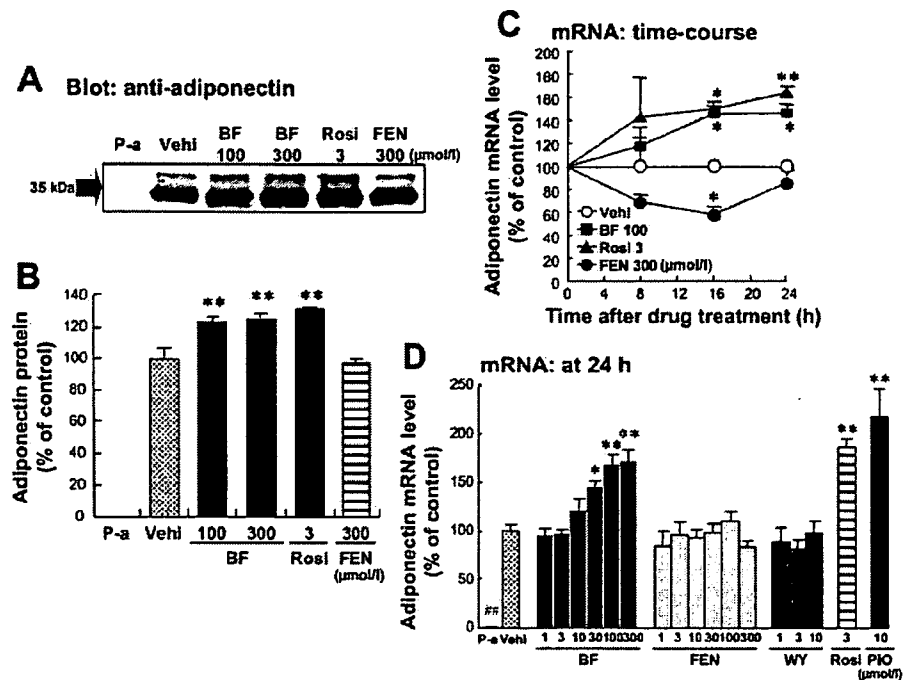 A Blot: anti-adiponectin
P-a Vehi BF 100 BF 300 Rosi 3 FEN 300 (μmol/l)
35 kDa
B
Adiponectin protein
(% of control)
140
120
100
80
60
40
20
0
** ** **
P-a Vehi 100 300 3 300
BF Rosi FEN
(μmol/l)
C mRNA: time-course
Adiponectin mRNA level
(% of control)
200
180
160
140
120
100
80
60
40
20
0
* **
* *
*
Vehi
BF 100
Rosi 3
FEN 300 (μmol/l)
0 4 8 12 16 20 24
Time after drug treatment (h)
D mRNA: at 24 h
Adiponectin mRNA level
(% of control)
250
200
150
100
50
0
##
* ** ** ** **
P-a Vehi 1 3 10 30 100 300 1 3 10 30 100 300 1 3 10 3 10
BF FEN WY Rosi PIO
(μmol/l)